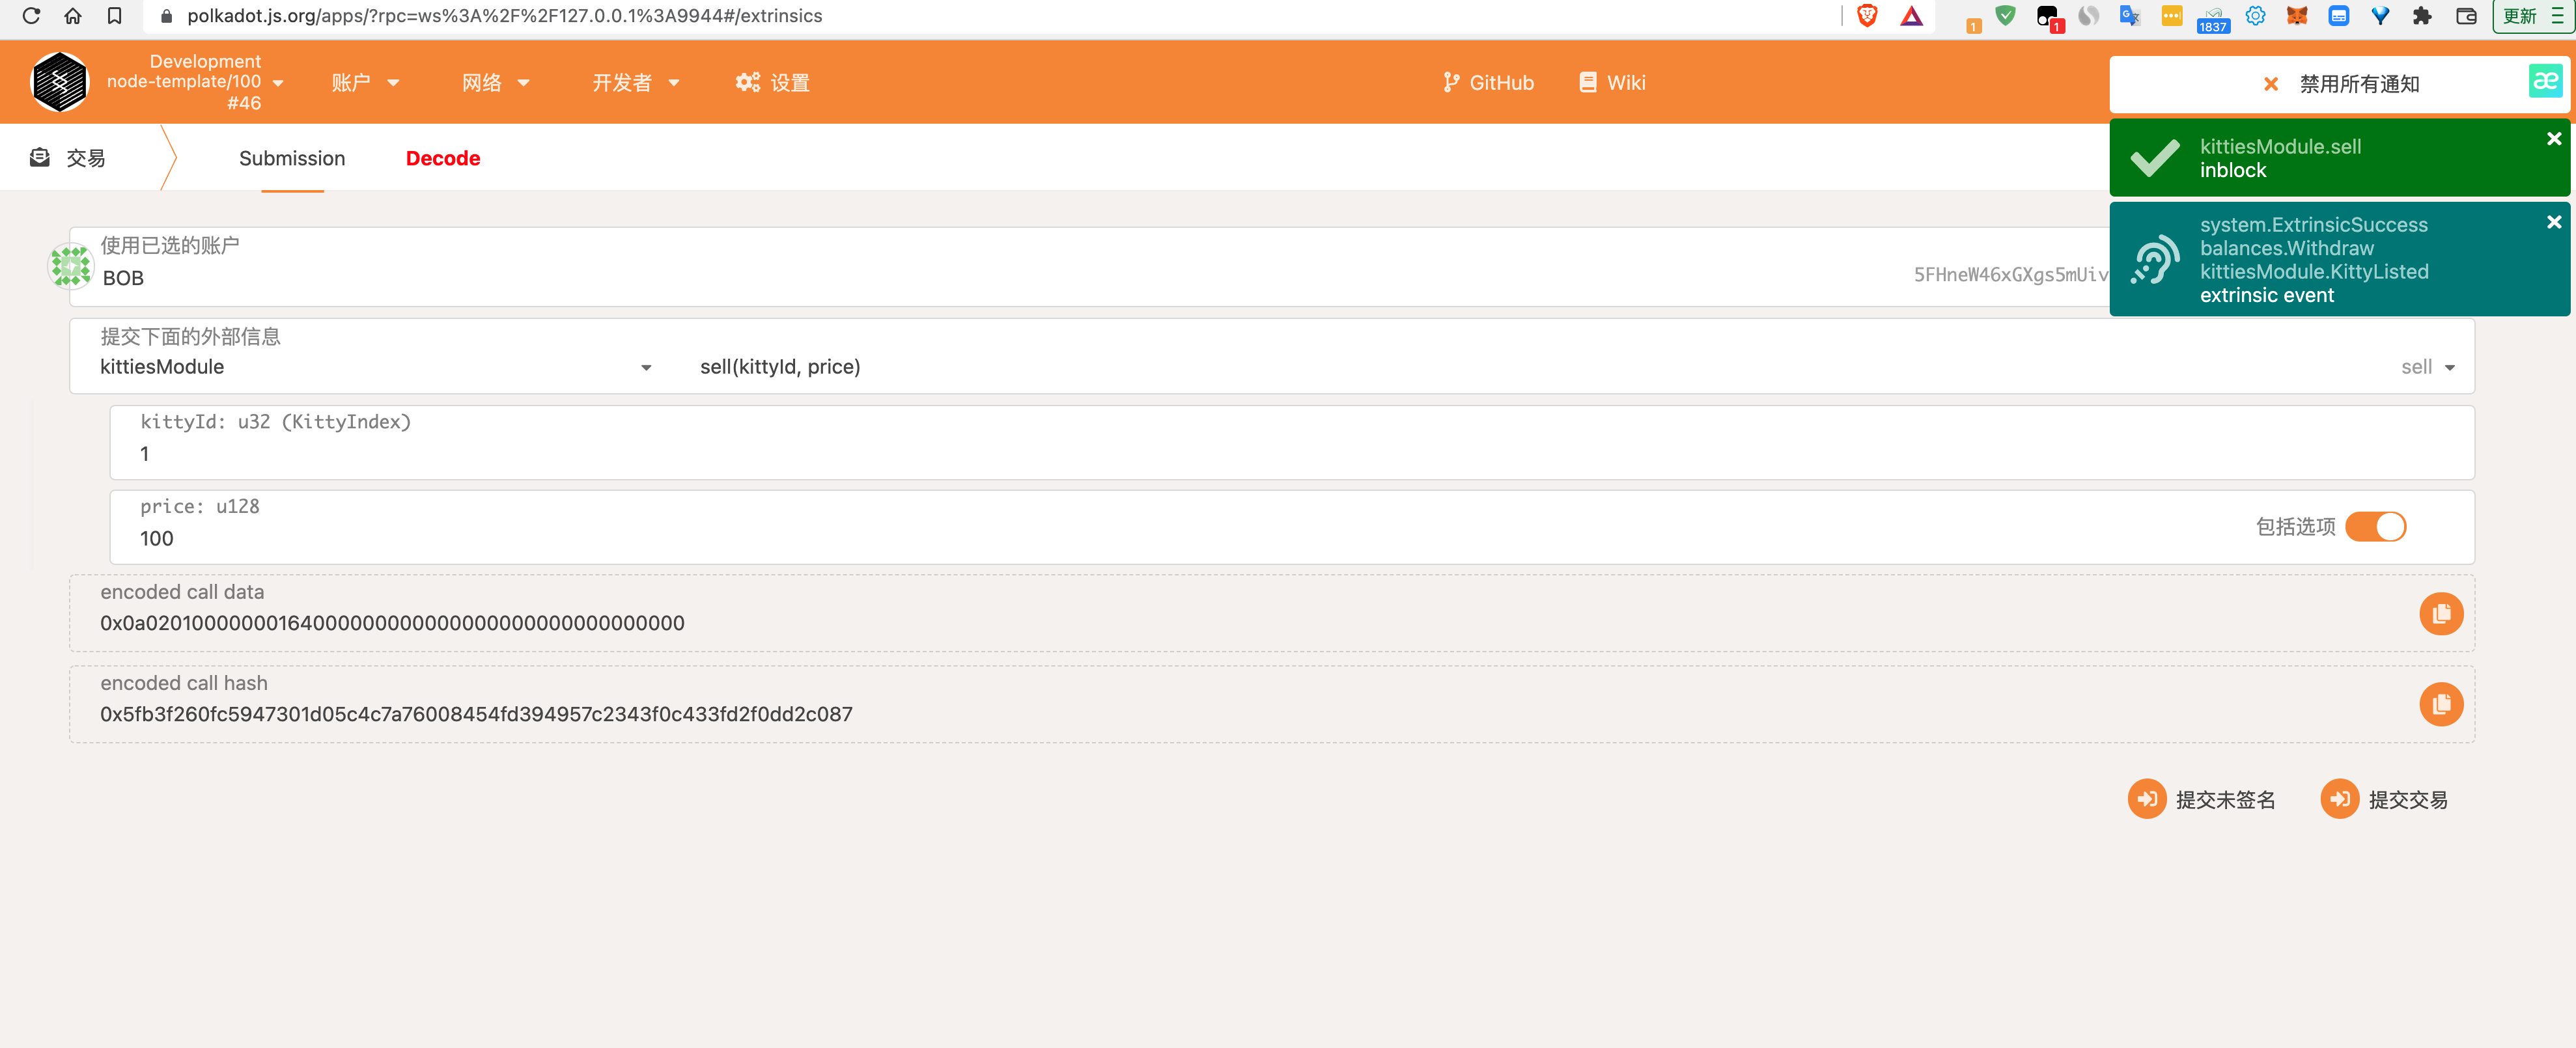 polkadot.js.org/apps/?rpc=ws%3A%2F%2F127.0.0.1%3A9944#/extrinsics
1
1
1837
更新
Development
node-template/100
#46
账户
网络
开发者
设置
GitHub
Wiki
禁用所有通知
交易
Submission
Decode
kittiesModule.sell
inblock
system.ExtrinsicSuccess
balances.Withdraw
kittiesModule.KittyListed
extrinsic event
使用已选的账户
BOB
5FHneW46xGXgs5mUiv
提交下面的外部信息
kittiesModule
sell(kittyId, price)
sell
kittyId: u32 (KittyIndex)
1
price: u128
100
包括选项
encoded call data
0x0a0201000000016400000000000000000000000000000000
encoded call hash
0x5fb3f260fc5947301d05c4c7a76008454fd394957c2343f0c433fd2f0dd2c087
提交未签名
提交交易